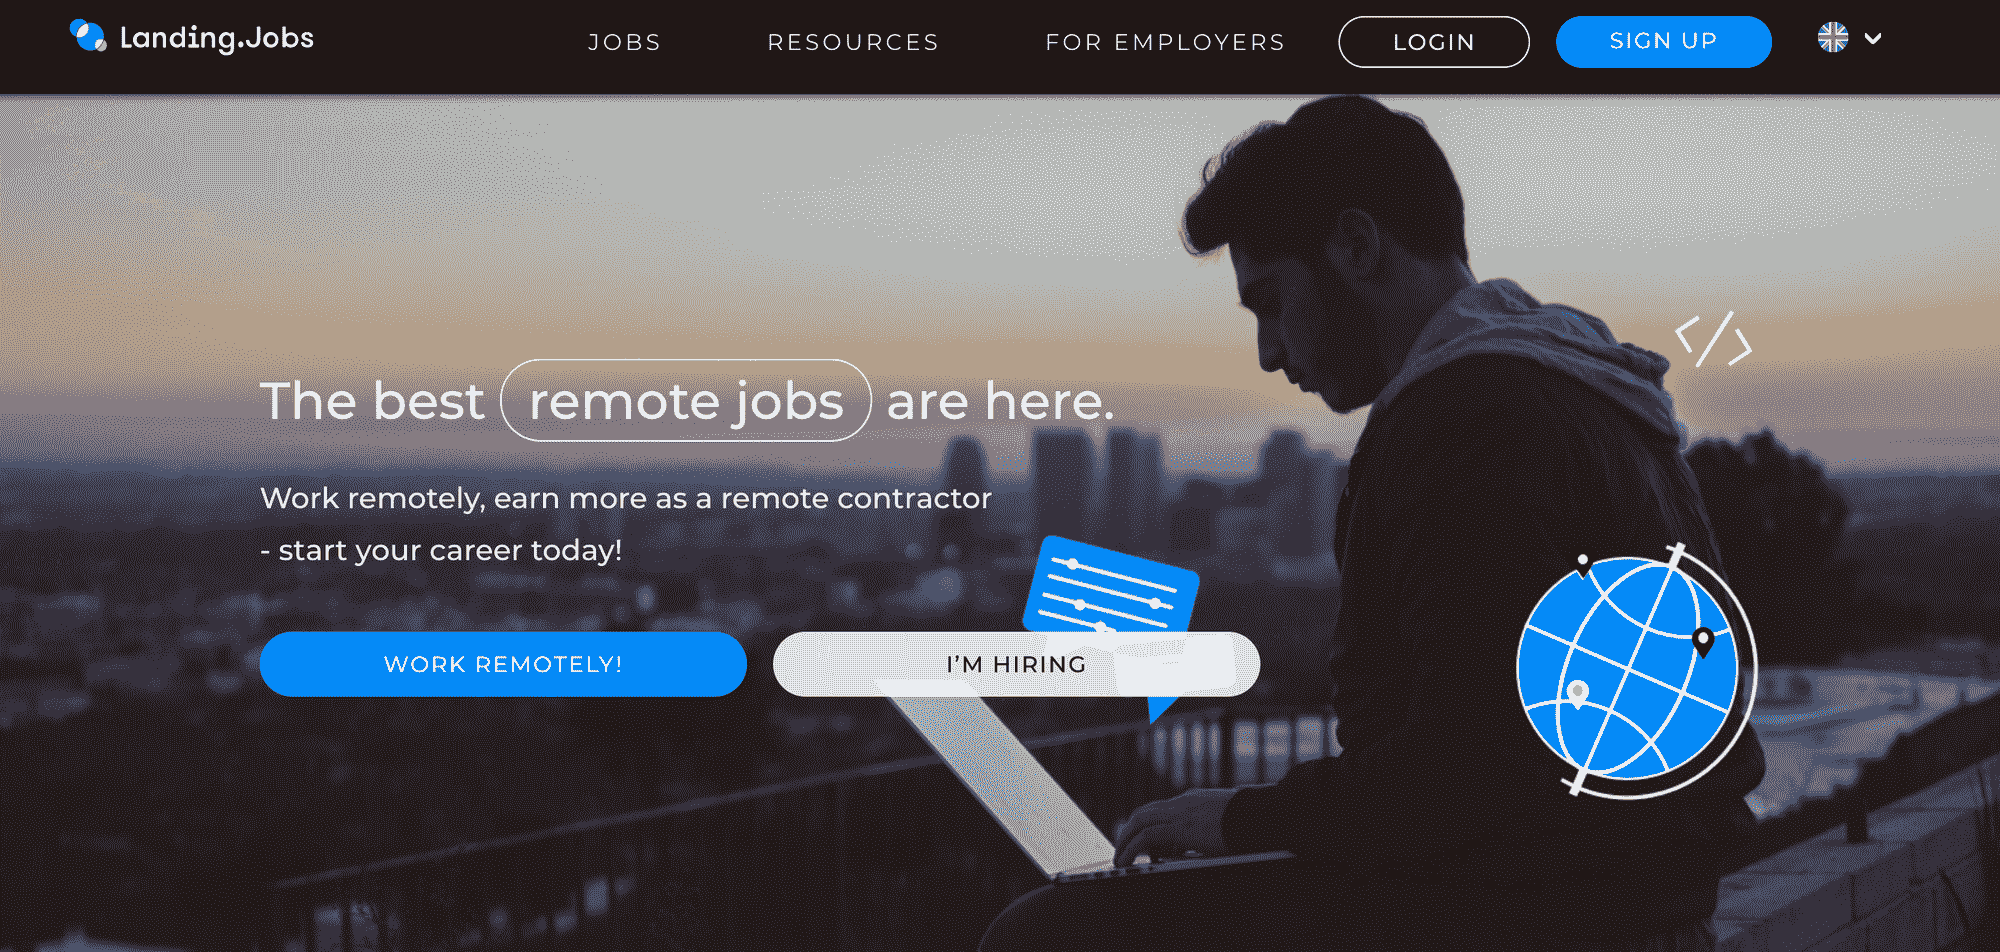 Landing.Jobs
JOBS
RESOURCES
FOR EMPLOYERS
LOGIN
SIGN UP
The best remote jobs are here.
Work remotely, earn more as a remote contractor
- start your career today!
WORK REMOTELY!
I’M HIRING